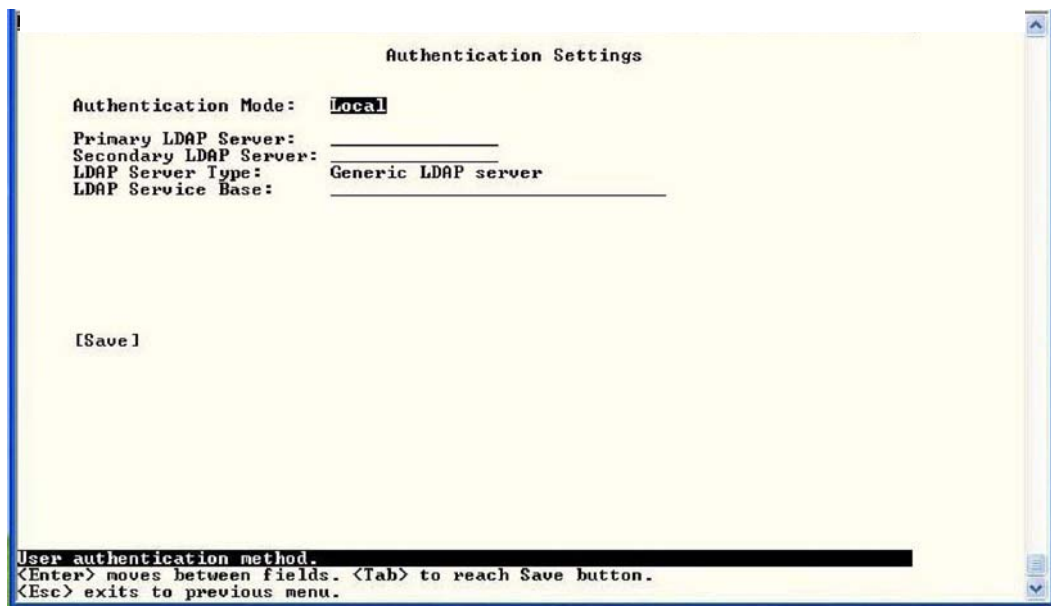 Authentication Settings
Authentication Mode: Local
Primary LDAP Server:
Secondary LDAP Server:
LDAP Server Type: Generic LDAP server
LDAP Service Base:
[Save]
User authentication method.
<Enter> moves between fields. <Tab> to reach Save button.
<Esc> exits to previous menu.